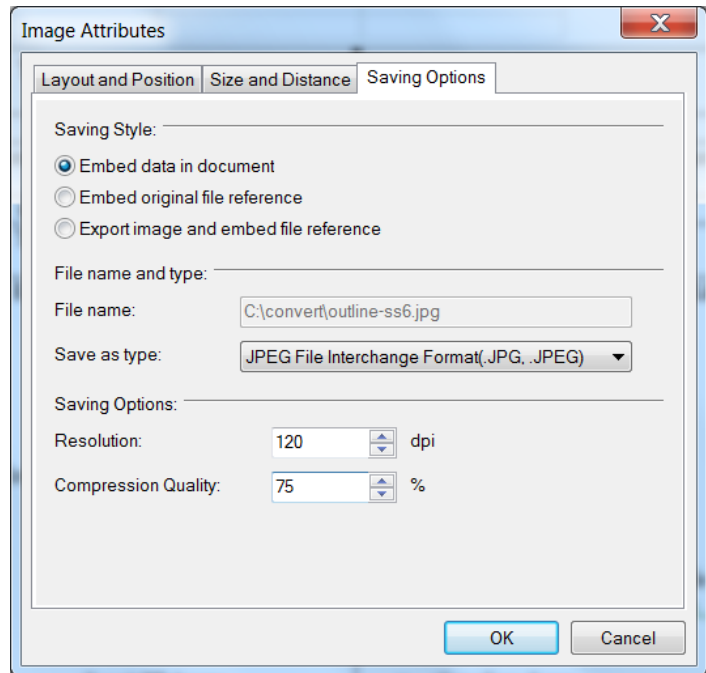 Image Attributes
Layout and Position Size and Distance Saving Options
Saving Style:
Embed data in document
Embed original file reference
Export image and embed file reference
File name and type:
File name: C:\convert\outline-ss6.jpg
Save as type: JPEG File Interchange Format(.JPG, .JPEG)
Saving Options:
Resolution: 120 dpi
Compression Quality: 75 %
OK Cancel